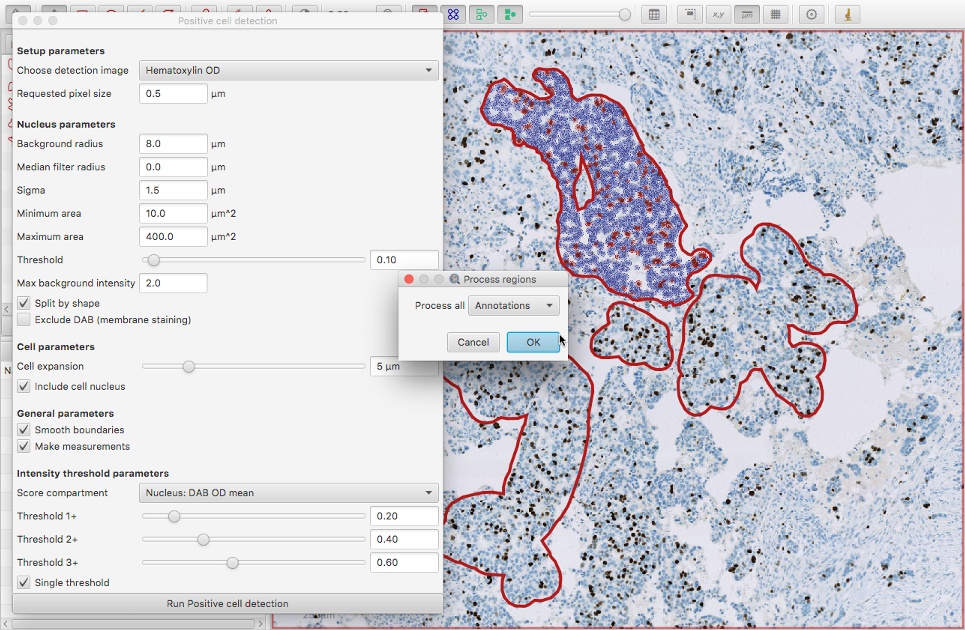 Positive cell detection
x,y
μm
Setup parameters
Choose detection image Hematoxylin OD
Requested pixel size 0.5 μm
Nucleus parameters
Background radius 8.0 μm
Median filter radius 0.0 μm
Sigma 1.5 μm
Minimum area 10.0 μm^2
Maximum area 400.0 μm^2
Threshold 0.10
Max background intensity 2.0
Split by shape
Exclude DAB (membrane staining)
Cell parameters
Cell expansion 5 μm
Include cell nucleus
General parameters
Smooth boundaries
Make measurements
Intensity threshold parameters
Score compartment Nucleus: DAB OD mean
Threshold 1+ 0.20
Threshold 2+ 0.40
Threshold 3+ 0.60
Single threshold
Run Positive cell detection
Process regions
Process all Annotations
Cancel OK